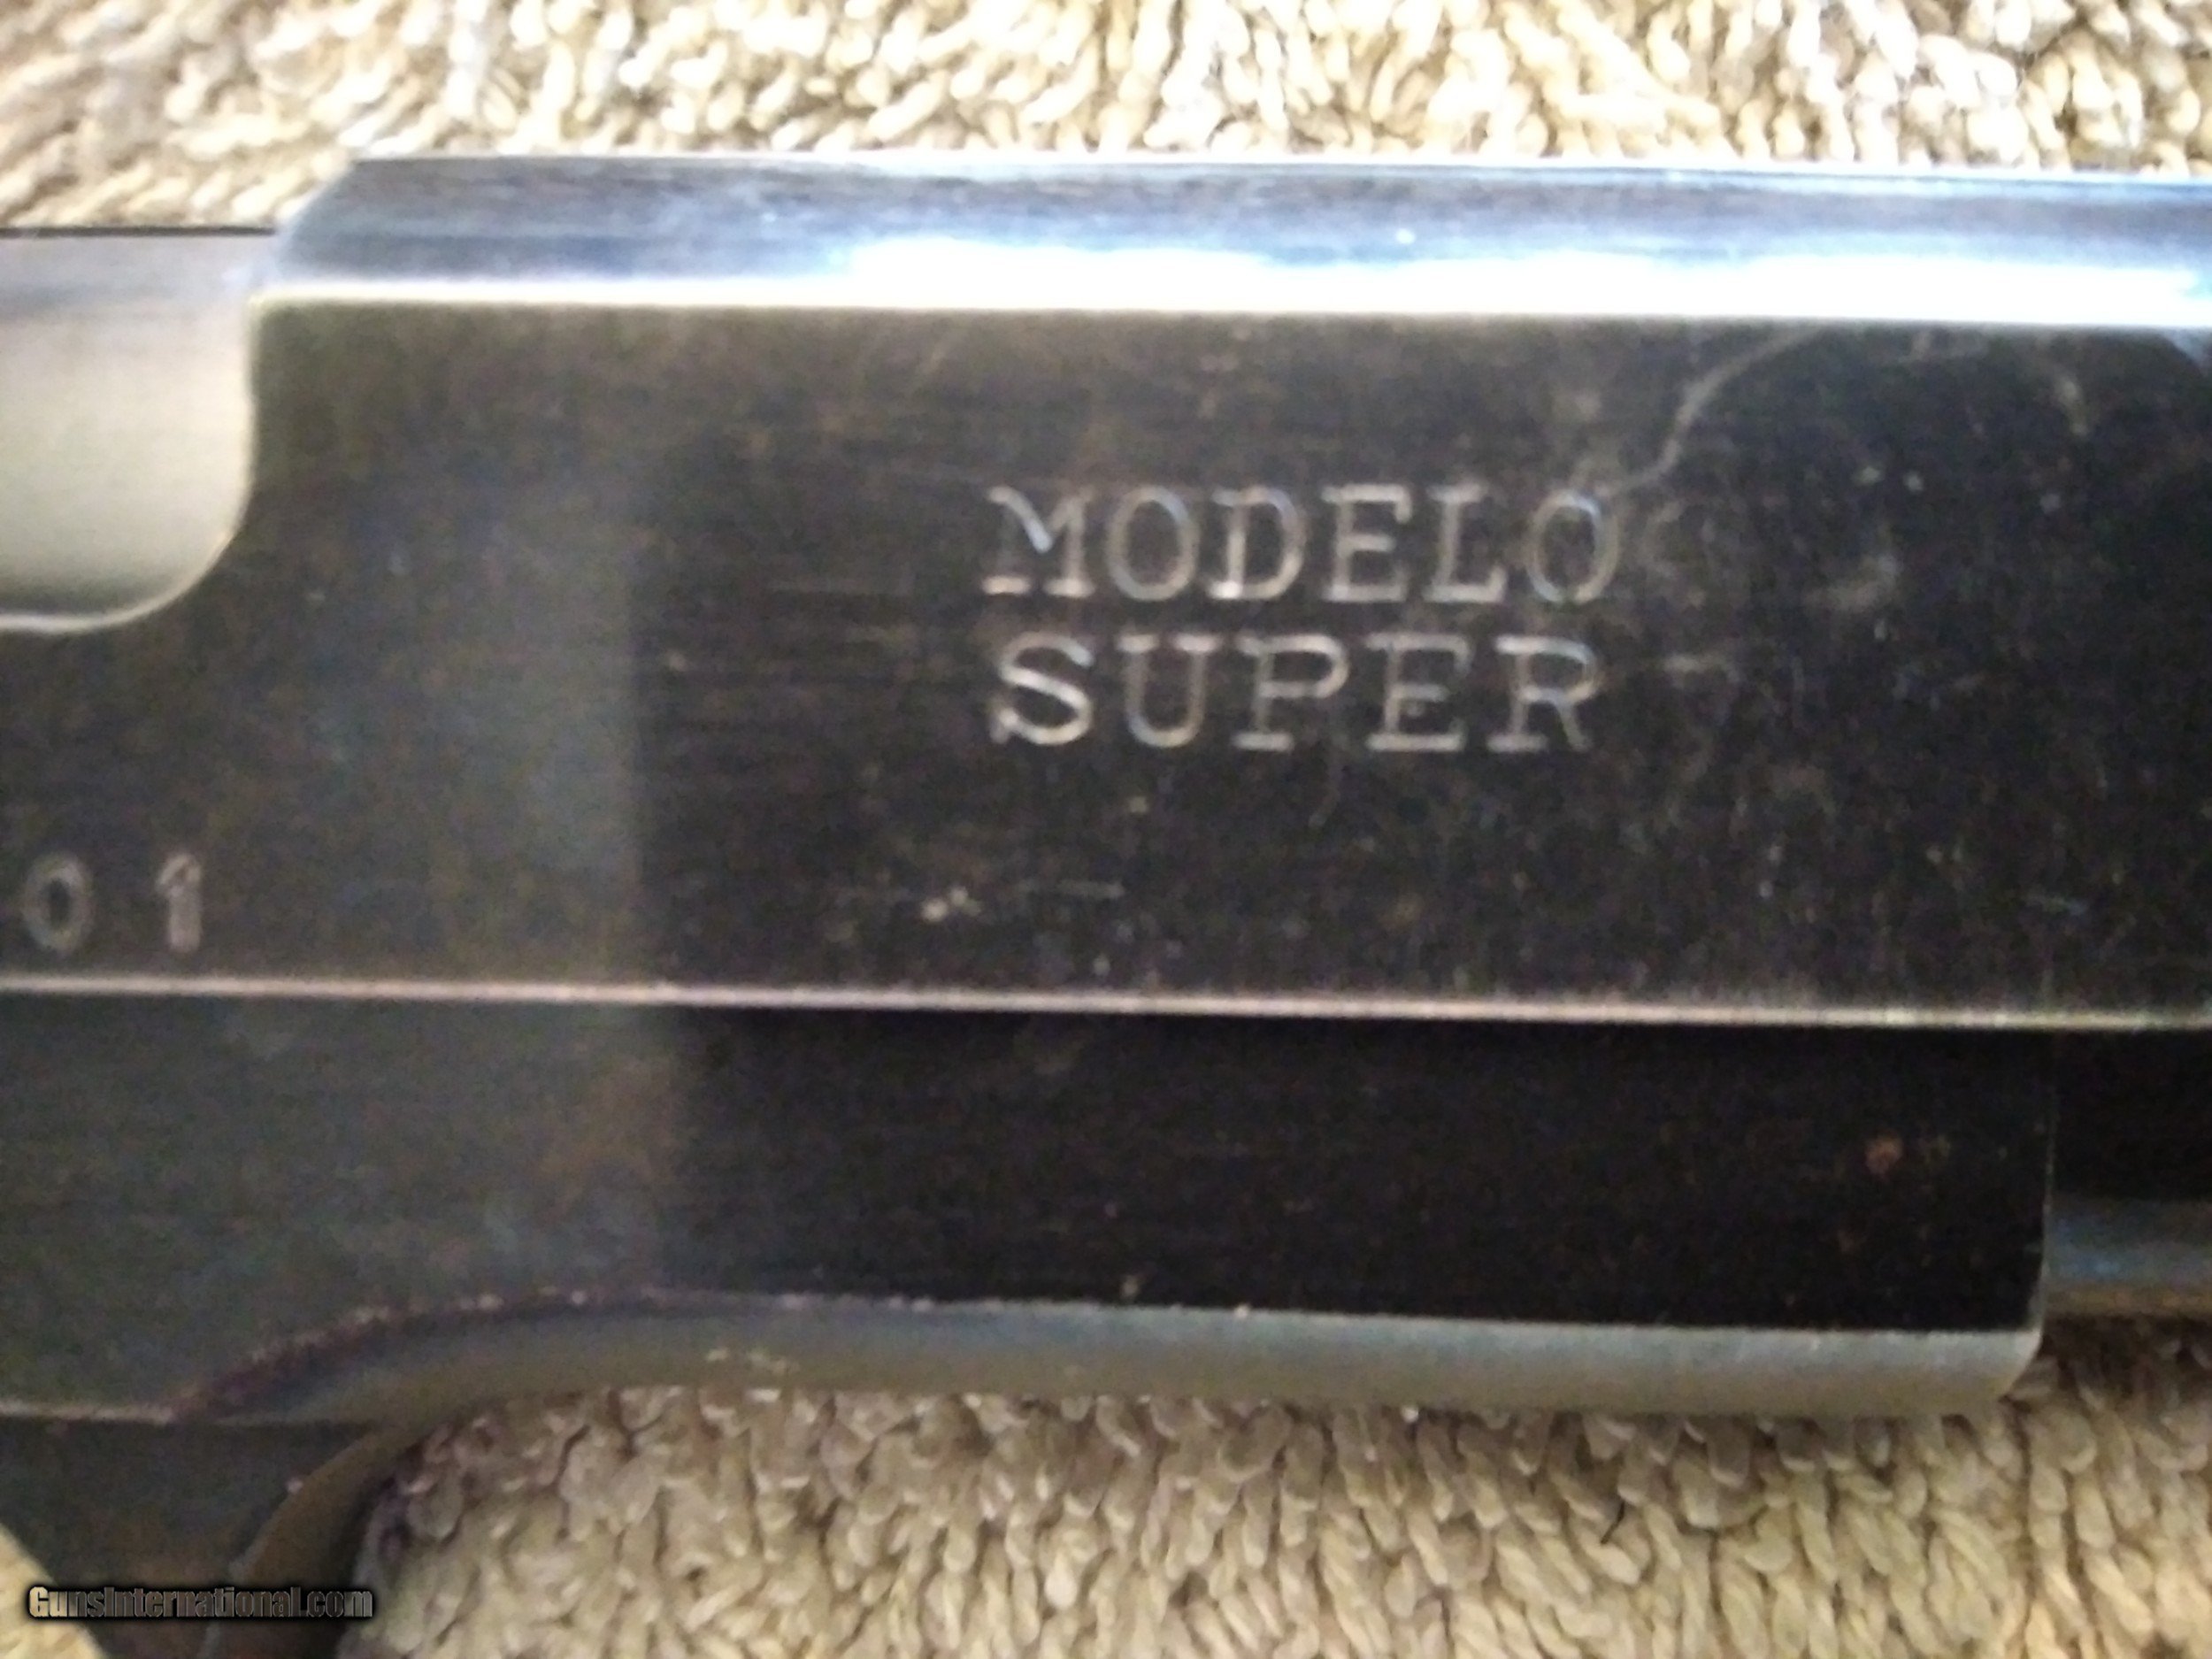 MODELO
SUPER
01
GunsInternational.com